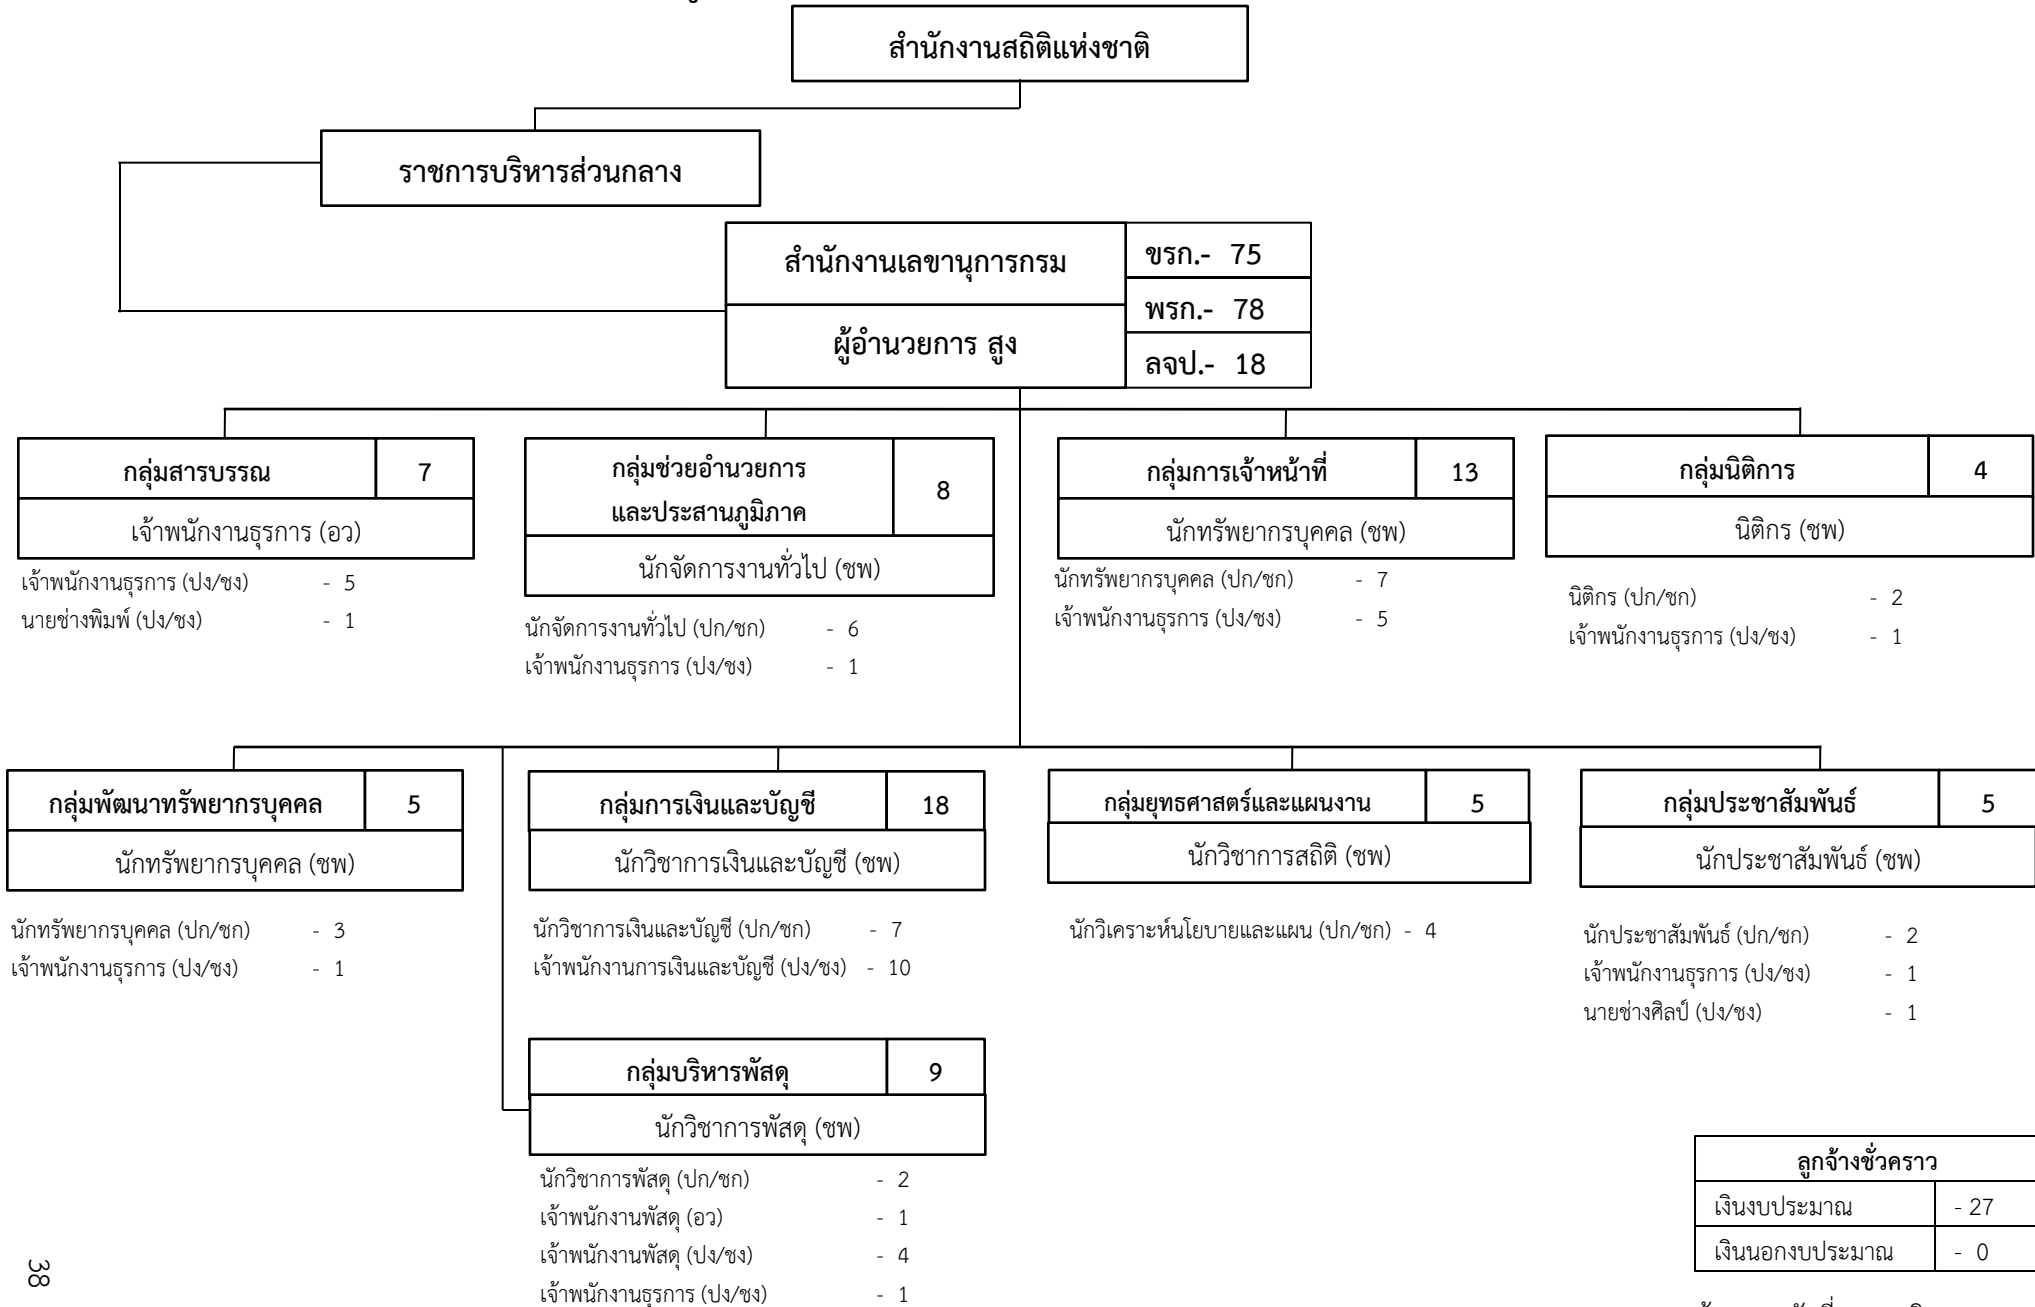 สำนักงานสถิติแห่งชาติ
ราชการบริหารส่วนกลาง
สำนักงานเลขานุการกรม
ผู้อำนวยการ สูง
ขรก.- 75
พรก.- 78
ลจป.- 18
กลุ่มสารบรรณ 7
เจ้าพนักงานธุรการ (อว)
เจ้าพนักงานธุรการ (ปง/ชง) - 5
นายช่างพิมพ์ (ปง/ชง) - 1
กลุ่มช่วยอำนวยการ
และประสานภูมิภาค
8
นักจัดการงานทั่วไป (ชพ)
นักจัดการงานทั่วไป (ปก/ชก) - 6
เจ้าพนักงานธุรการ (ปง/ชง) - 1
กลุ่มการเจ้าหน้าที่ 13
นักทรัพยากรบุคคล (ชพ)
นักทรัพยากรบุคคล (ปก/ชก) - 7
เจ้าพนักงานธุรการ (ปง/ชง) - 5
กลุ่มนิติการ 4
นิติกร (ชพ)
นิติกร (ปก/ชก) - 2
เจ้าพนักงานธุรการ (ปง/ชง) - 1
กลุ่มพัฒนาทรัพยากรบุคคล 5
นักทรัพยากรบุคคล (ชพ)
นักทรัพยากรบุคคล (ปก/ชก) - 3
เจ้าพนักงานธุรการ (ปง/ชง) - 1
กลุ่มการเงินและบัญชี 18
นักวิชาการเงินและบัญชี (ชพ)
นักวิชาการเงินและบัญชี (ปก/ชก) - 7
เจ้าพนักงานการเงินและบัญชี (ปง/ชง) - 10
กลุ่มยุทธศาสตร์และแผนงาน 5
นักวิชาการสถิติ (ชพ)
นักวิเคราะห์นโยบายและแผน (ปก/ชก) - 4
กลุ่มประชาสัมพันธ์ 5
นักประชาสัมพันธ์ (ชพ)
นักประชาสัมพันธ์ (ปก/ชก) - 2
เจ้าพนักงานธุรการ (ปง/ชง) - 1
นายช่างศิลป์ (ปง/ชง) - 1
กลุ่มบริหารพัสดุ 9
นักวิชาการพัสดุ (ชพ)
นักวิชาการพัสดุ (ปก/ชก) - 2
เจ้าพนักงานพัสดุ (อว) - 1
เจ้าพนักงานพัสดุ (ปง/ชง) - 4
เจ้าพนักงานธุรการ (ปง/ชง) - 1
ลูกจ้างชั่วคราว
เงินงบประมาณ - 27
เงินนอกงบประมาณ - 0
38